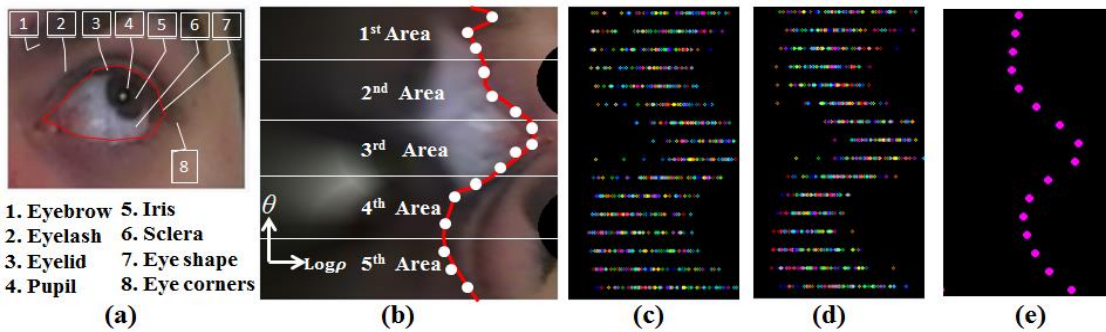 1 2 3 4 5 6 7
8
1. Eyebrow 5. Iris
2. Eyelash 6. Sclera
3. Eyelid 7. Eye shape
4. Pupil 8. Eye corners
(a)
1st Area
2nd Area
3rd Area
4th Area
5th Area
θ
Logρ
(b)
(c)
(d)
(e)